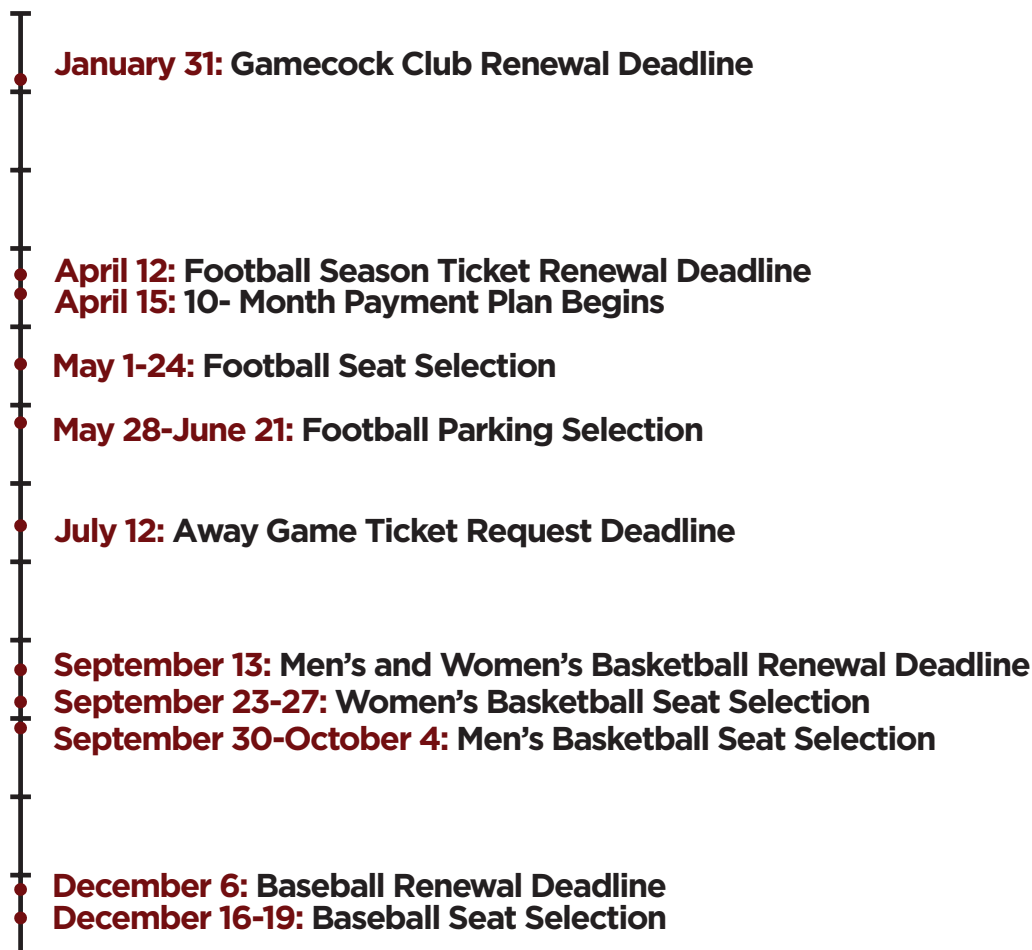 January 31: Gamecock Club Renewal Deadline
April 12: Football Season Ticket Renewal Deadline
April 15: 10- Month Payment Plan Begins
May 1-24: Football Seat Selection
May 28-June 21: Football Parking Selection
July 12: Away Game Ticket Request Deadline
September 13: Men’s and Women’s Basketball Renewal Deadline
September 23-27: Women’s Basketball Seat Selection
September 30-October 4: Men’s Basketball Seat Selection
December 6: Baseball Renewal Deadline
December 16-19: Baseball Seat Selection